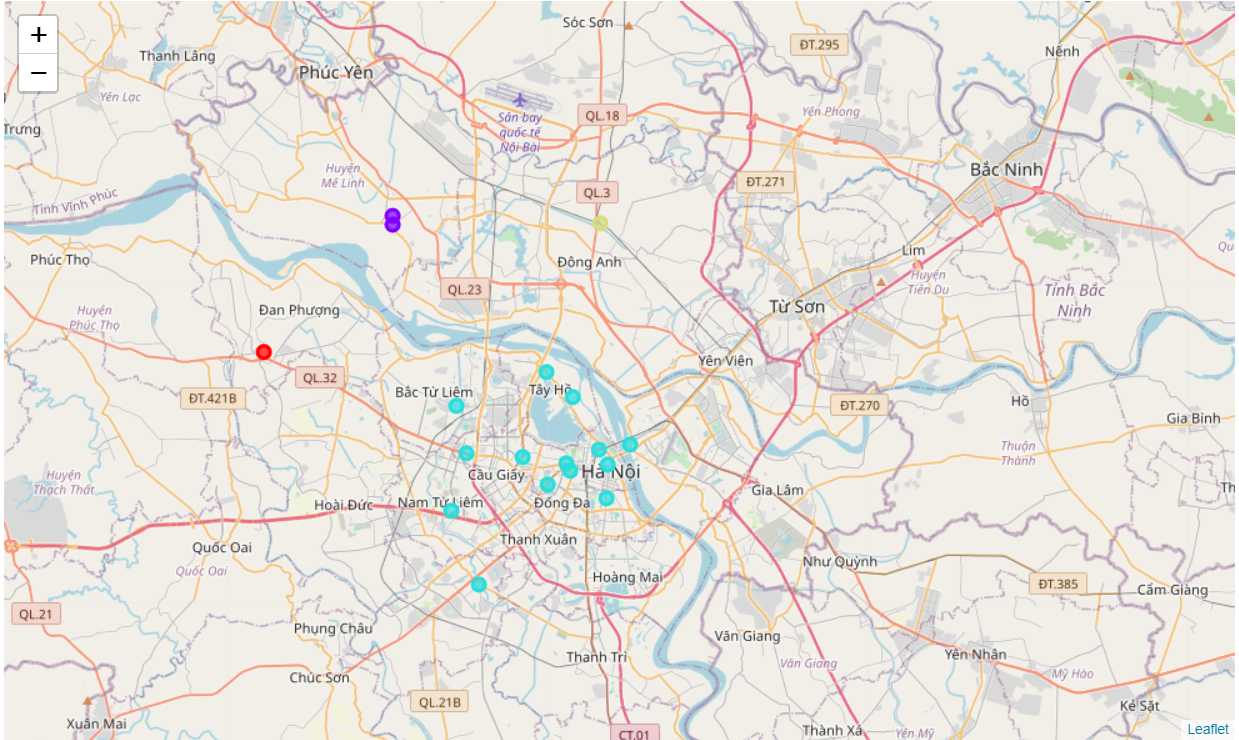 +
−
Sóc Sơn
ĐT.295
Nếnh
Thanh Lãng
Phúc Yên
Yên Lạc
Sân bay
quốc tế
Nội Bài
QL.18
Yên Phong
Trưng
Huyện
Mê Linh
Bắc Ninh
ĐT.271
QL.3
Tỉnh Vĩnh Phúc
Phúc Thọ
Đông Anh
Lim
Huyện
Tiên Du
QL.23
Tỉnh Bắc
Ninh
Từ Sơn
Đan Phượng
Huyện
Phúc Thọ
Yên Viên
QL.32
Bắc Từ Liêm
Tây Hồ
ĐT.421B
ĐT.270
Hồ
Gia Bình
Thuận
Thành
Cầu Giấy
Hà Nội
Huyện
Thạch Thất
Gia Lâm
Hoài Đức
Nam Từ Liêm
Đống Đa
Thanh Xuân
Quốc Oai
Quốc Oai
Như Quỳnh
Hoàng Mai
ĐT.385
Cẩm Giàng
QL.21
Phụng Châu
Văn Giang
Thanh Trì
Văn Giang
Yên Nhân
Mỹ Hào
Chúc Sơn
QL.21B
Kẻ Sặt
Xuân Mai
CT.01
Thành Xá
Yên Mỹ
Leaflet